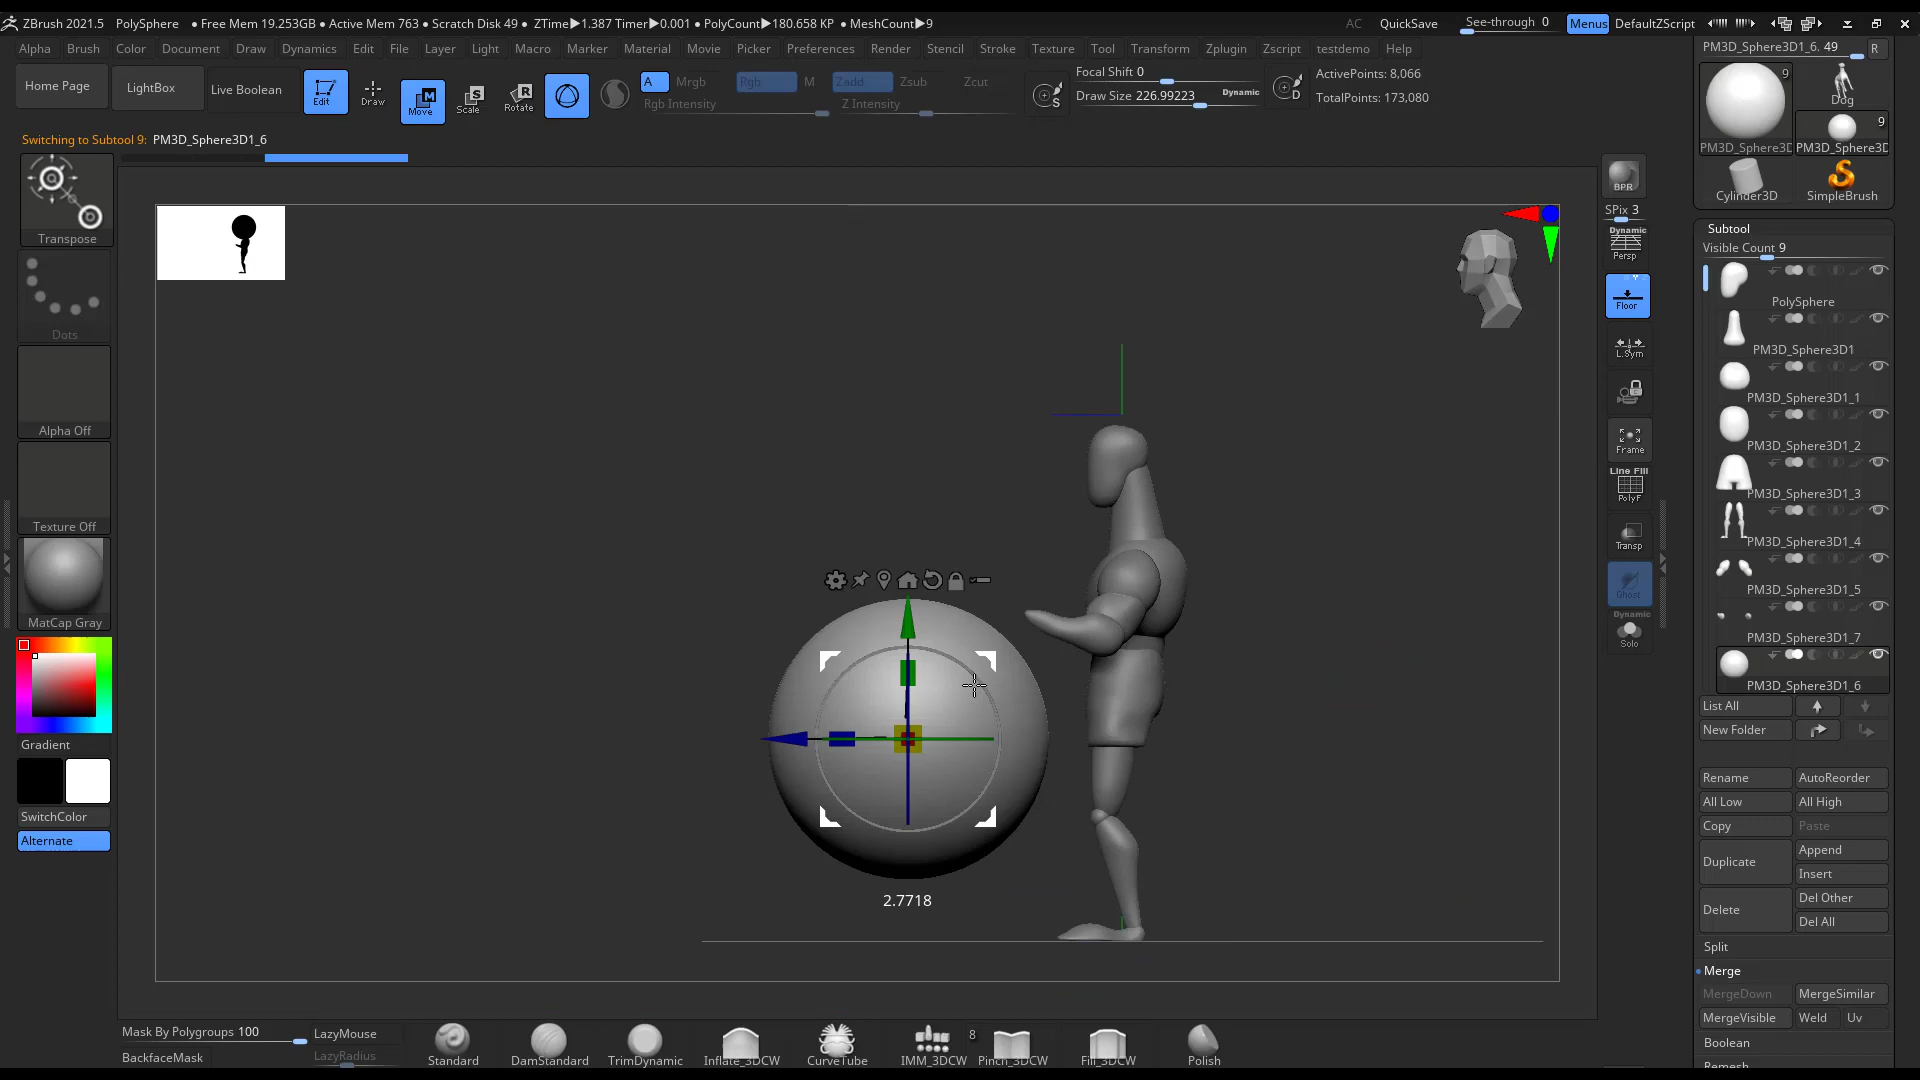 ZBrush 2021.5 PolySphere ● Free Mem 19.253GB ● Active Mem 763 ● Scratch Disk 49 ● ZTime▶1.387 Timer▶0.001 ● PolyCount▶180.658 KP ● MeshCount▶9 AC QuickSave See-through 0 Menus DefaultZScript
Alpha Brush Color Document Draw Dynamics Edit File Layer Light Macro Marker Material Movie Picker Preferences Render Stencil Stroke Texture Tool Transform Zplugin Zscript testdemo Help
Home Page LightBox Live Boolean Edit Draw Move Scale Rotate
M R
A Mrgb Rgb M Zadd Zsub Zcut
Rgb Intensity Z Intensity
S Focal Shift 0
Draw Size 226.99223 Dynamic D
ActivePoints: 8,066
TotalPoints: 173,080
Switching to Subtool 9: PM3D_Sphere3D1_6
Transpose
Dots
Alpha Off
Texture Off
MatCap Gray
Gradient
SwitchColor
Alternate
2.7718
BPR
SPix 3
Dynamic
Persp
Floor
L.Sym
Frame
Line Fill
PolyF
Transp
Ghost
Dynamic
Solo
PM3D_Sphere3D1_6. 49 R
9
Dog
9
PM3D_Sphere3D PM3D_Sphere3D
Cylinder3D SimpleBrush
Subtool
Visible Count 9
PolySphere
PM3D_Sphere3D1
PM3D_Sphere3D1_1
PM3D_Sphere3D1_2
PM3D_Sphere3D1_3
PM3D_Sphere3D1_4
PM3D_Sphere3D1_5
PM3D_Sphere3D1_7
PM3D_Sphere3D1_6
List All
New Folder
Rename AutoReorder
All Low All High
Copy Paste
Duplicate Append
Insert
Delete Del Other
Del All
Split
Merge
MergeDown MergeSimilar
MergeVisible Weld Uv
Boolean
Remesh
Mask By Polygroups 100 LazyMouse
BackfaceMask LazyRadius
8
Standard DamStandard TrimDynamic Inflate_3DCW CurveTube IMM_3DCW Pinch_3DCW Fill_3DCW Polish